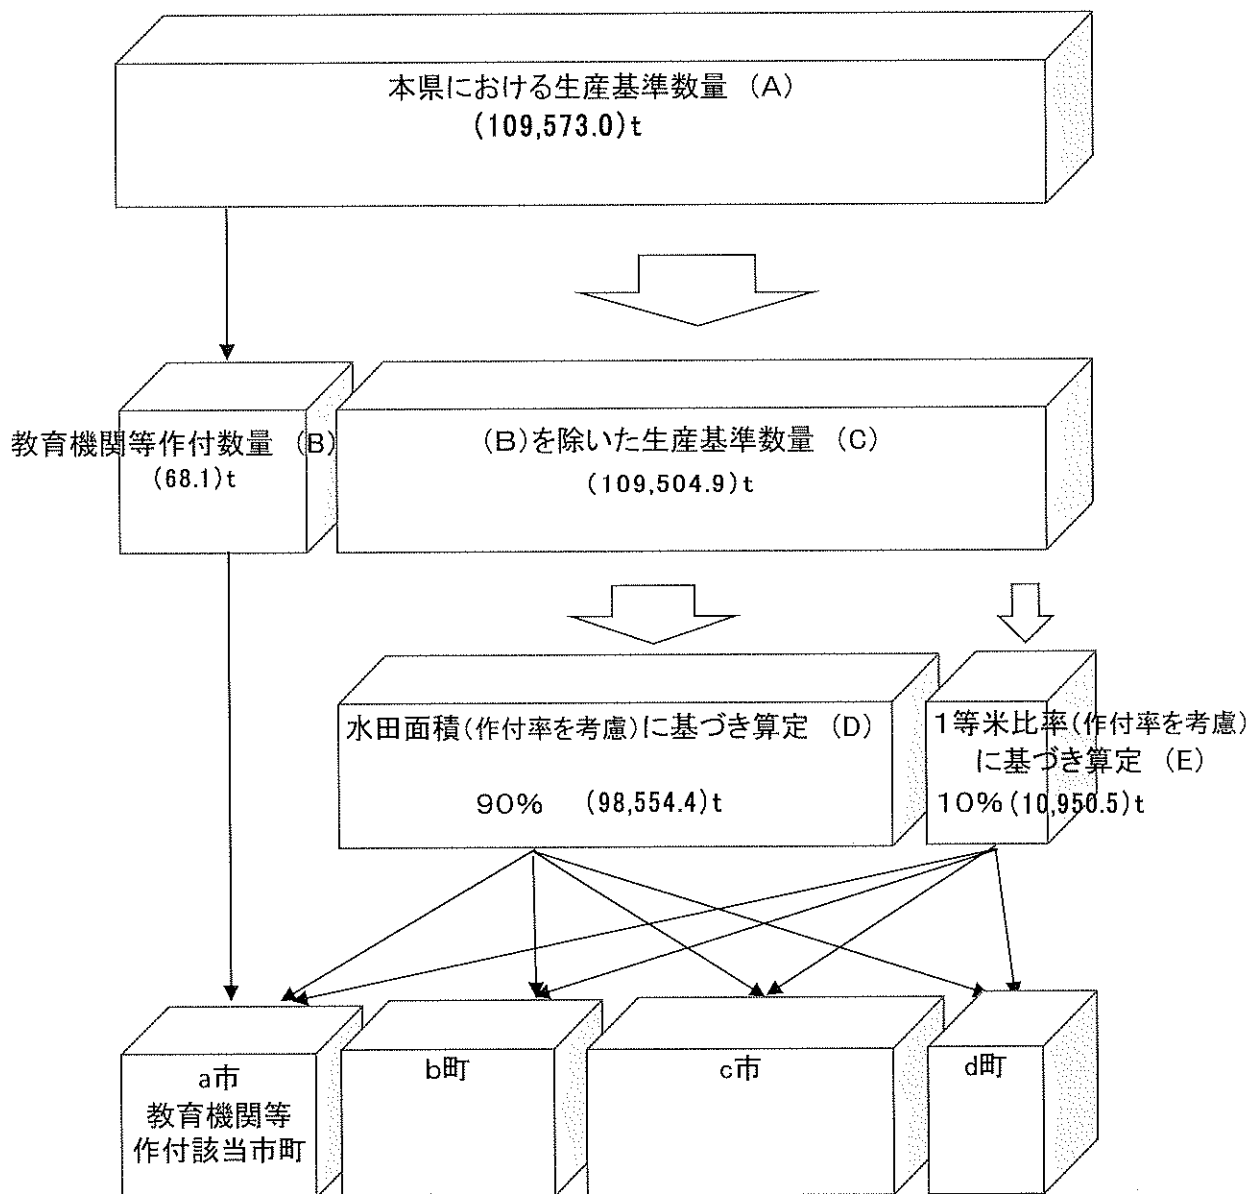 本県における生産基準数量 (A)
(109,573.0)t
教育機関等作付数量 (B)
(68.1)t
(B)を除いた生産基準数量 (C)
(109,504.9)t
水田面積(作付率を考慮)に基づき算定 (D)
90% (98,554.4)t
1等米比率(作付率を考慮)
に基づき算定 (E)
10%(10,950.5)t
a市
教育機関等
作付該当市町
b町
c市
d町